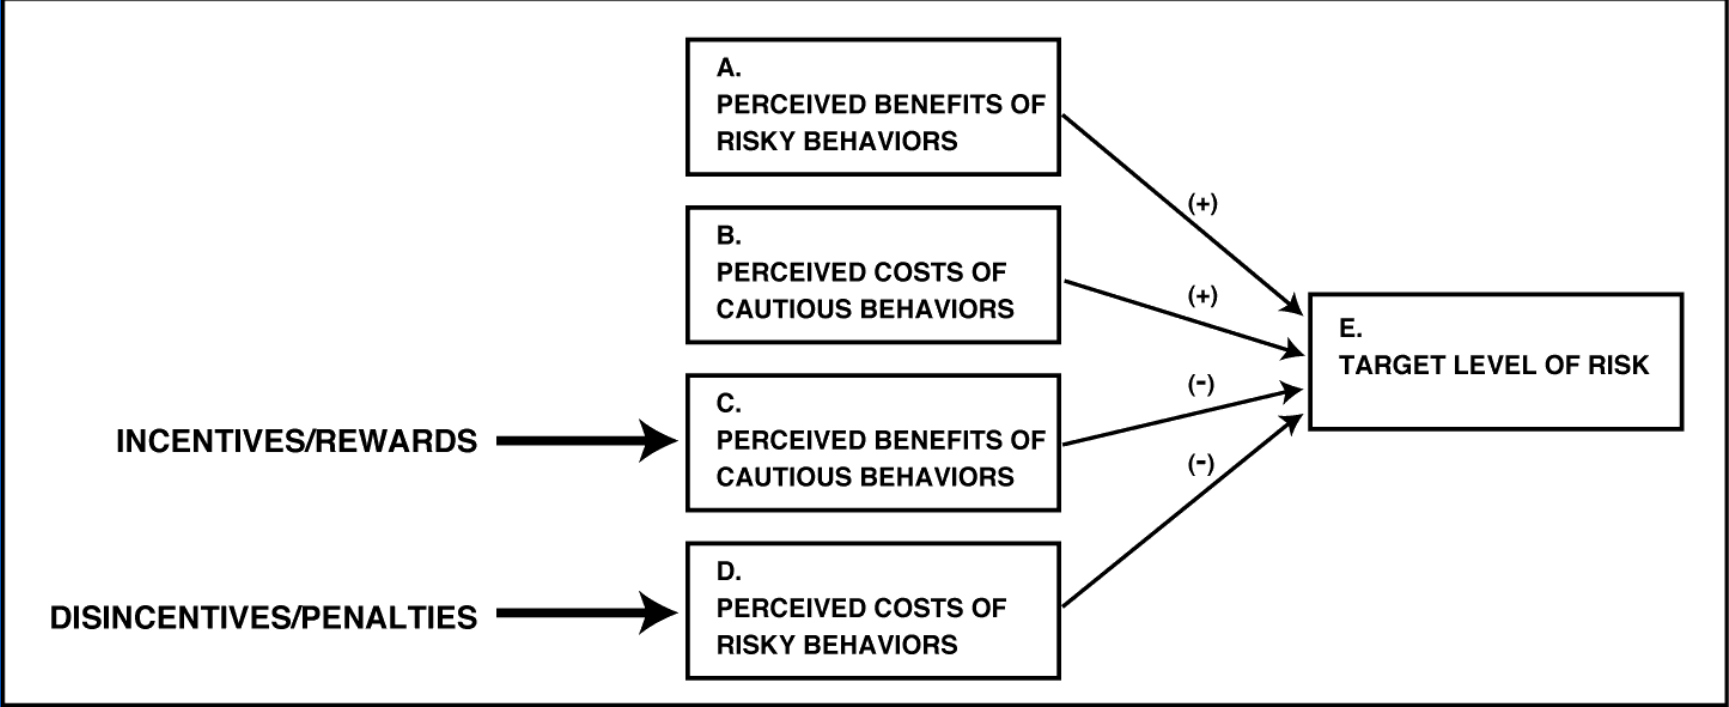 A.
PERCEIVED BENEFITS OF
RISKY BEHAVIORS
(+)
B.
PERCEIVED COSTS OF
CAUTIOUS BEHAVIORS
(+)
E.
TARGET LEVEL OF RISK
(-)
C.
PERCEIVED BENEFITS OF
CAUTIOUS BEHAVIORS
INCENTIVES/REWARDS
(-)
D.
PERCEIVED COSTS OF
RISKY BEHAVIORS
DISINCENTIVES/PENALTIES